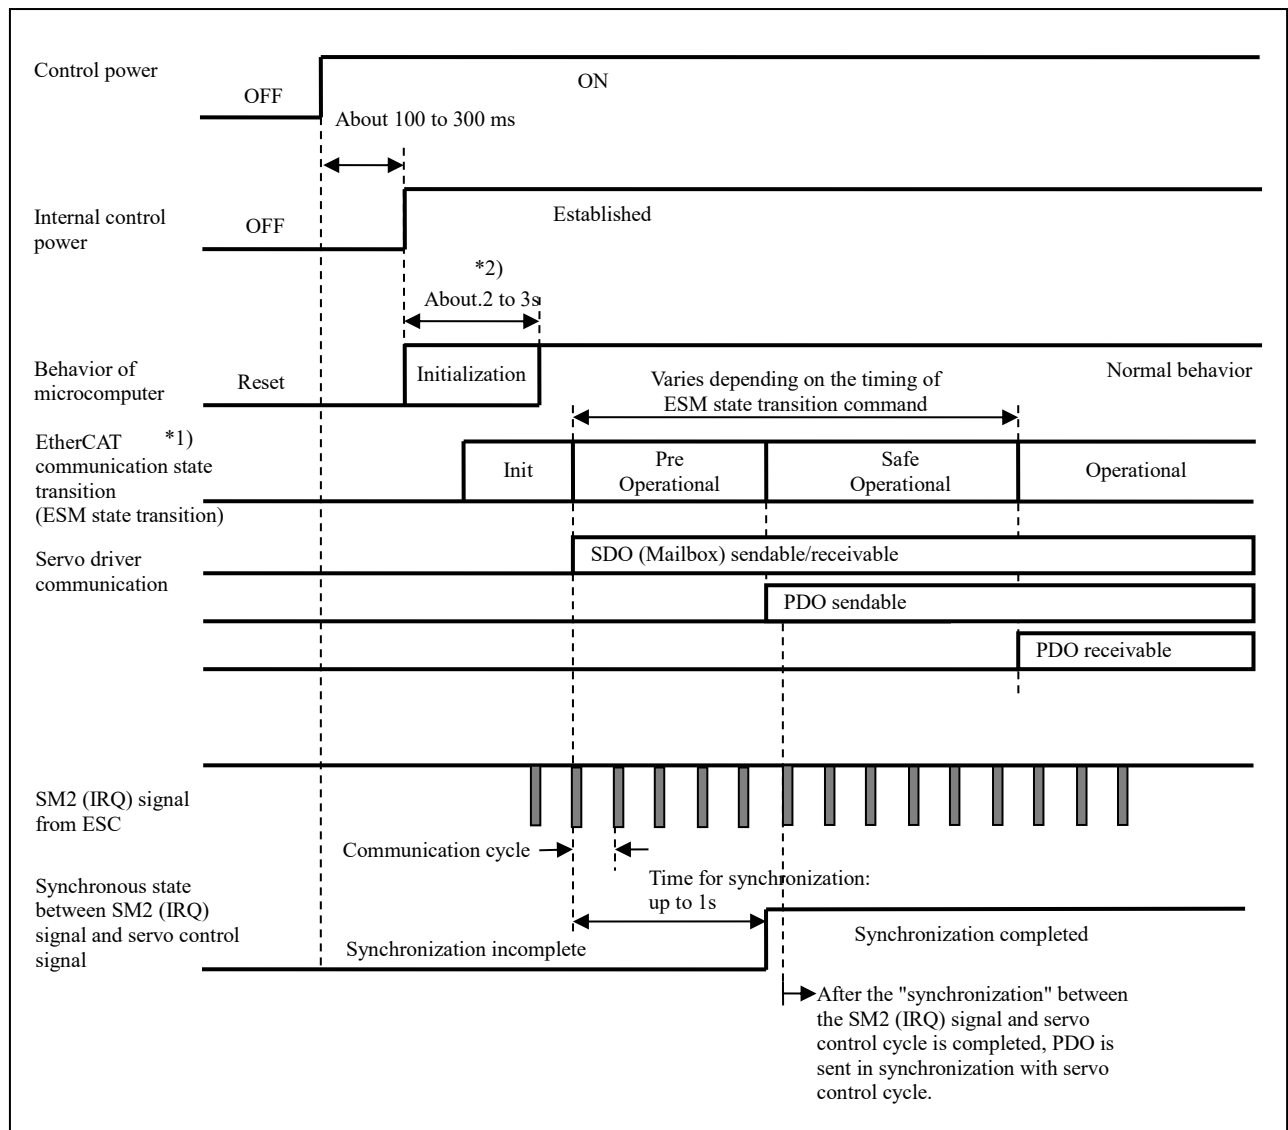 Control power
OFF
ON
About 100 to 300 ms
Internal control
power
OFF
Established
*2)
About.2 to 3s
Behavior of
microcomputer
Reset
Initialization
Varies depending on the timing of
ESM state transition command
Normal behavior
EtherCAT *1)
communication state
transition
(ESM state transition)
Init
Pre
Operational
Safe
Operational
Operational
Servo driver
communication
SDO (Mailbox) sendable/receivable
PDO sendable
PDO receivable
SM2 (IRQ) signal
from ESC
Communication cycle
Synchronous state
between SM2 (IRQ)
signal and servo control
signal
Time for synchronization:
up to 1s
Synchronization incomplete
Synchronization completed
After the "synchronization" between
the SM2 (IRQ) signal and servo
control cycle is completed, PDO is
sent in synchronization with servo
control cycle.